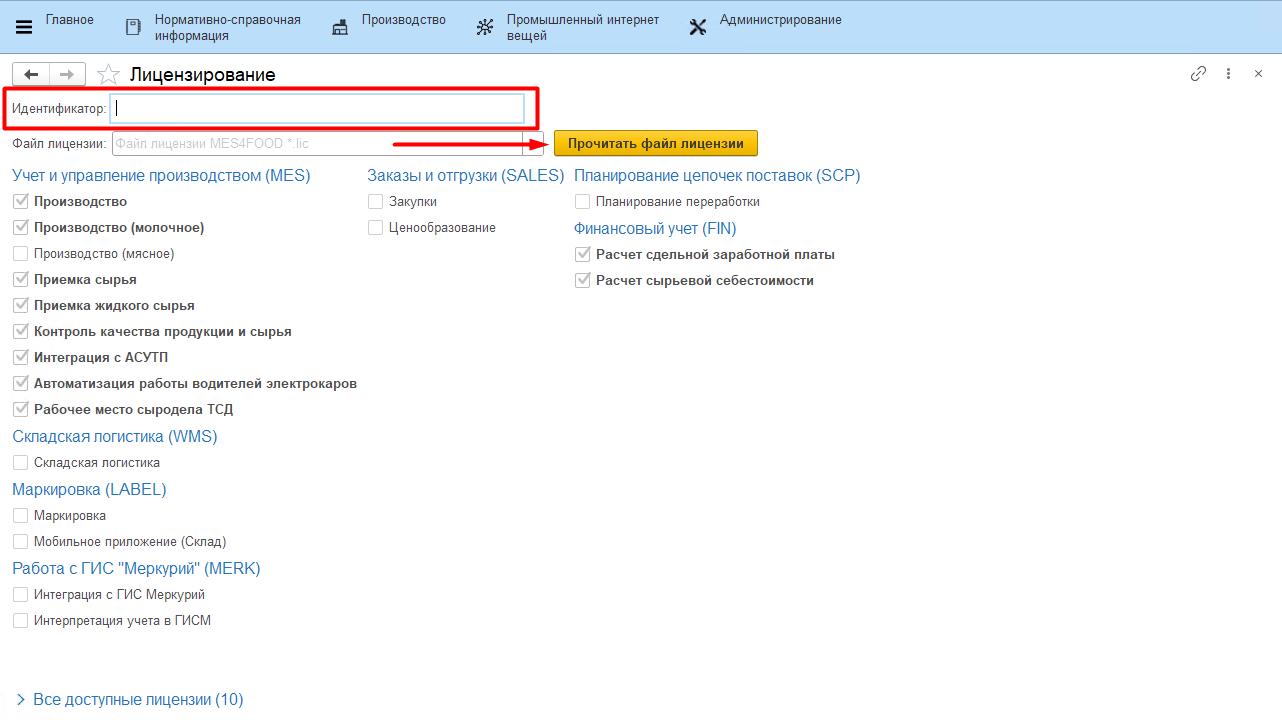 Главное
Нормативно-справочная
информация
Производство
Промышленный интернет
вещей
Администрирование
Лицензирование
Идентификатор:
Файл лицензии: Файл лицензии MES4FOOD *.lic
Прочитать файл лицензии
Учет и управление производством (MES)
Производство
Производство (молочное)
Производство (мясное)
Приемка сырья
Приемка жидкого сырья
Контроль качества продукции и сырья
Интеграция с АСУТП
Автоматизация работы водителей электрокаров
Рабочее место сыродела ТСД
Складская логистика (WMS)
Складская логистика
Маркировка (LABEL)
Маркировка
Мобильное приложение (Склад)
Работа с ГИС "Меркурий" (MERK)
Интеграция с ГИС Меркурий
Интерпретация учета в ГИСМ
Заказы и отгрузки (SALES)
Закупки
Ценообразование
Планирование цепочек поставок (SCP)
Планирование переработки
Финансовый учет (FIN)
Расчет сдельной заработной платы
Расчет сырьевой себестоимости
Все доступные лицензии (10)